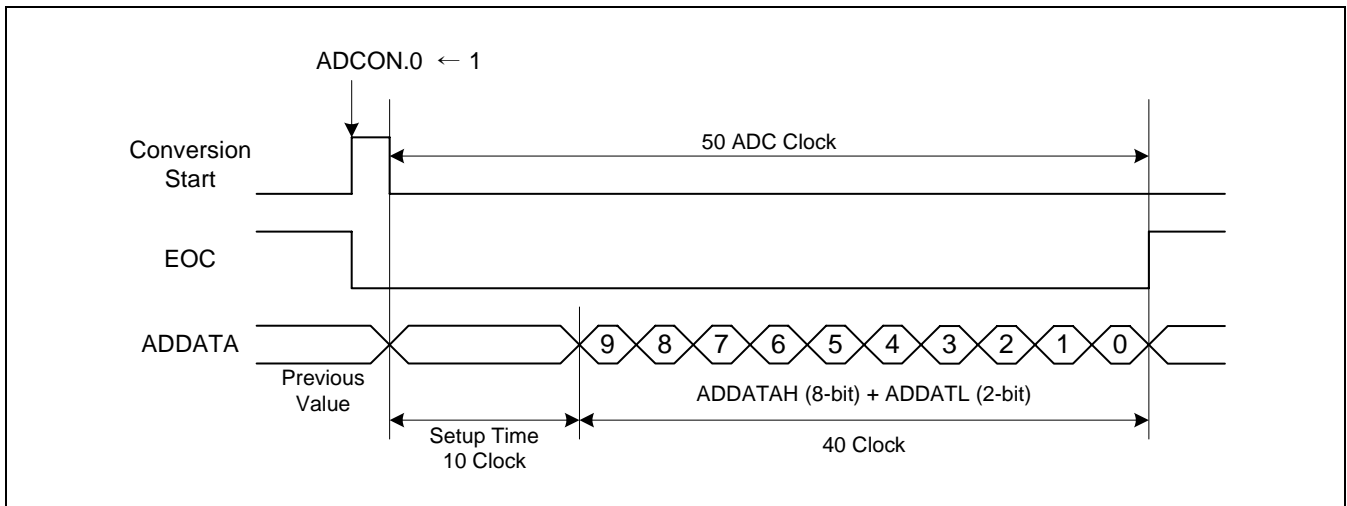 ADCON.0 ← 1
Conversion
Start
50 ADC Clock
EOC
ADDATA
9 8 7 6 5 4 3 2 1 0
Previous
Value
ADDATAH (8-bit) + ADDATL (2-bit)
Setup Time
10 Clock
40 Clock